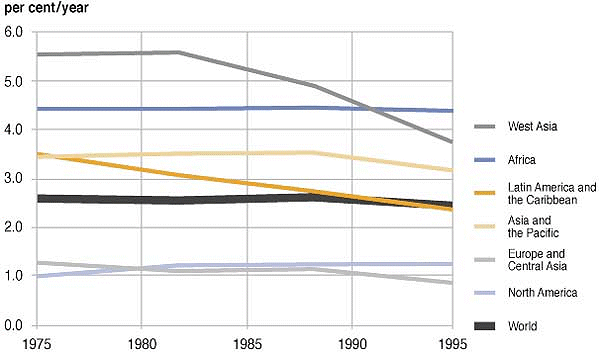 per cent/year
6.0
5.0
4.0
3.0
2.0
1.0
0.0
1975 1980 1985 1990 1995
West Asia
Africa
Latin America and
the Caribbean
Asia and
the Pacific
Europe and
Central Asia
North America
World